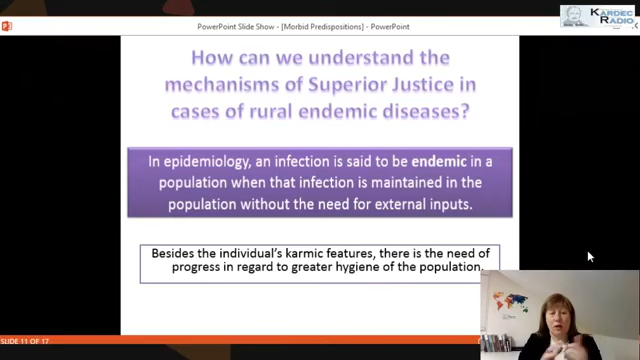 KARDEC
RADIO
PowerPoint Slide Show - [Morbid Predispositions] - PowerPoint
How can we understand the
mechanisms of Superior Justice in
cases of rural endemic diseases?
In epidemiology, an infection is said to be endemic in a
population when that infection is maintained in the
population without the need for external inputs.
Besides the individual's karmic features, there is the need of
progress in regard to greater hygiene of the population.
SLIDE 11 OF 17